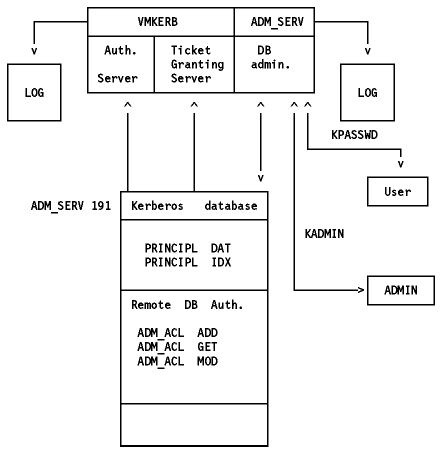 VMKERB
ADM_SERV
Auth.
Server
Ticket
Granting
Server
DB
admin.
LOG
LOG
KPASSWD
User
ADM_SERV 191
Kerberos database
KADMIN
PRINCIPL DAT
PRINCIPL IDX
ADMIN
Remote DB Auth.
ADM_ACL ADD
ADM_ACL GET
ADM_ACL MOD